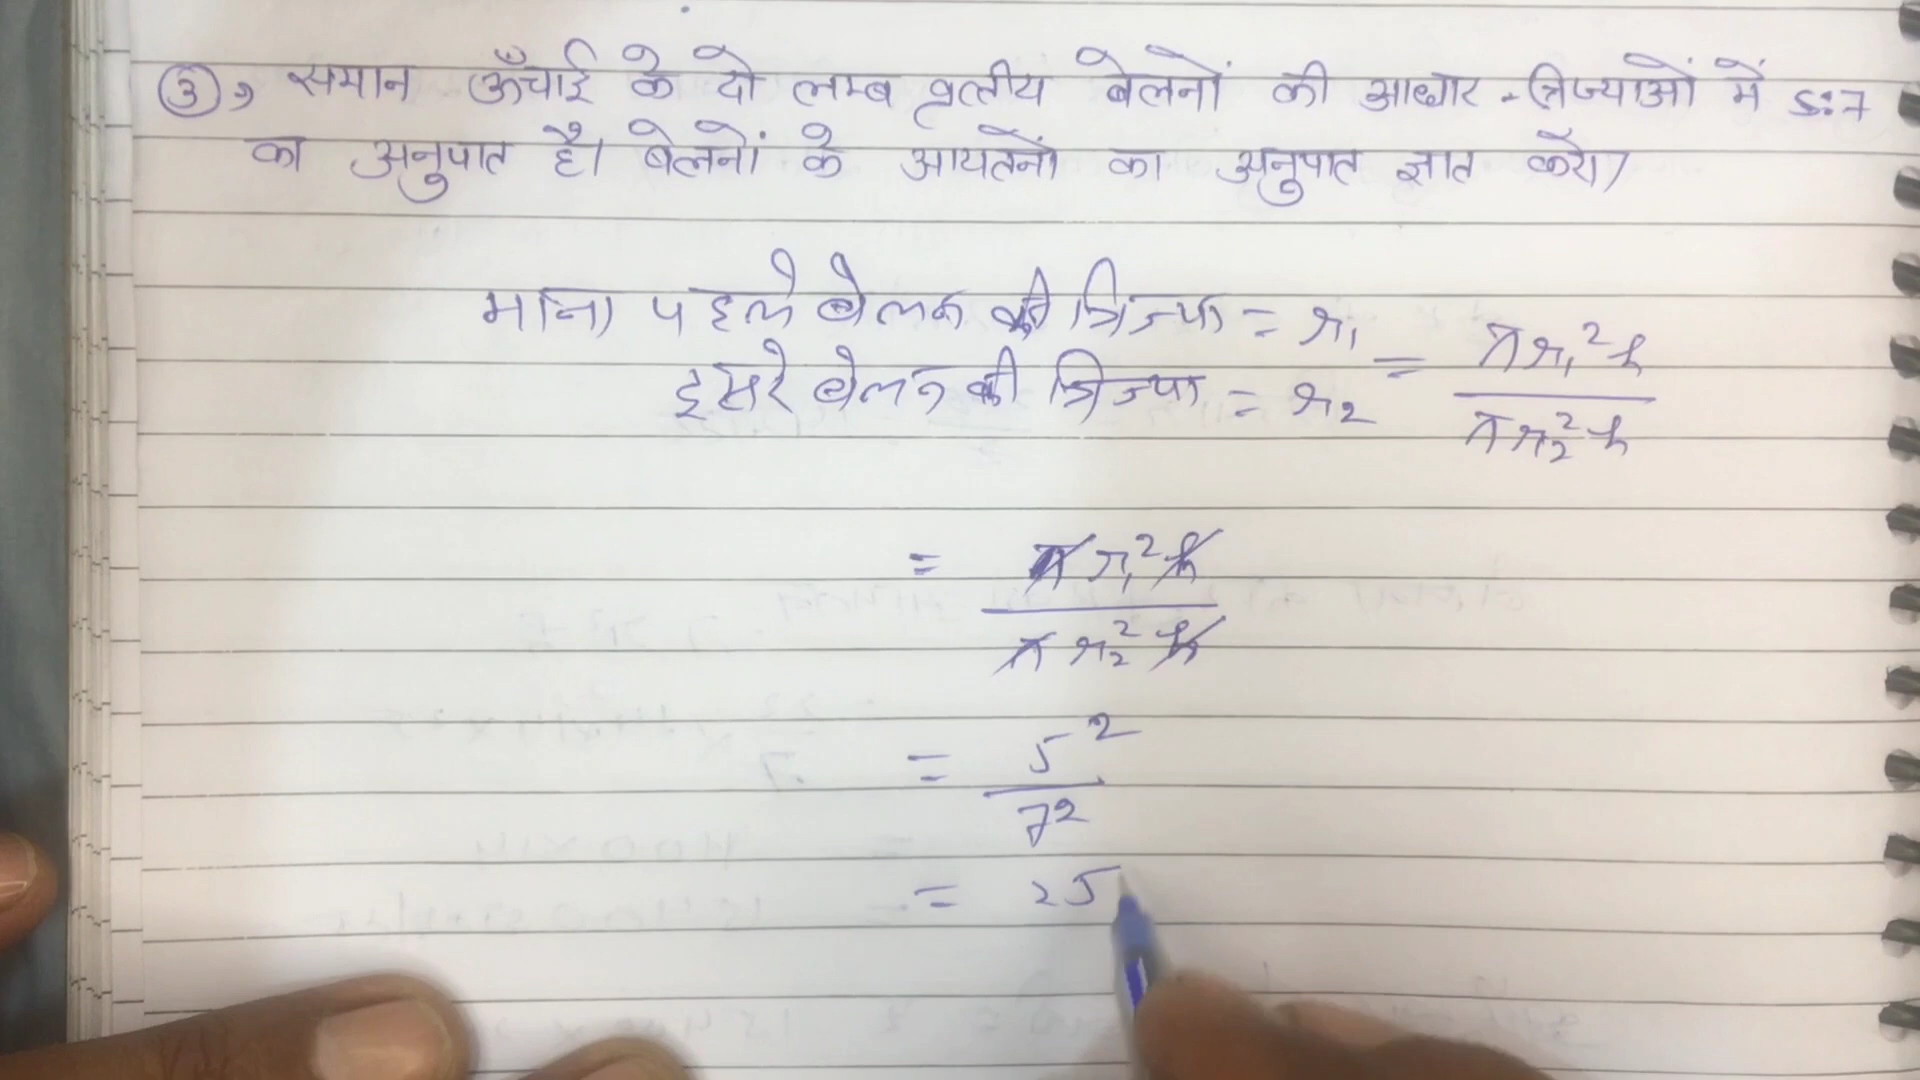 ③, समान ऊँचाई के दो लम्ब वृत्तीय बेलनों की आधार - त्रिज्याओं में 5:7
का अनुपात है। बेलनों के आयतनों का अनुपात ज्ञात करो।
माना पहले बेलन की त्रिज्या = r₁
दूसरे बेलन की त्रिज्या = r₂
= πr₁²h / πr₂²h
= πr₁²h / πr₂²h
= 5² / 7²
= 25